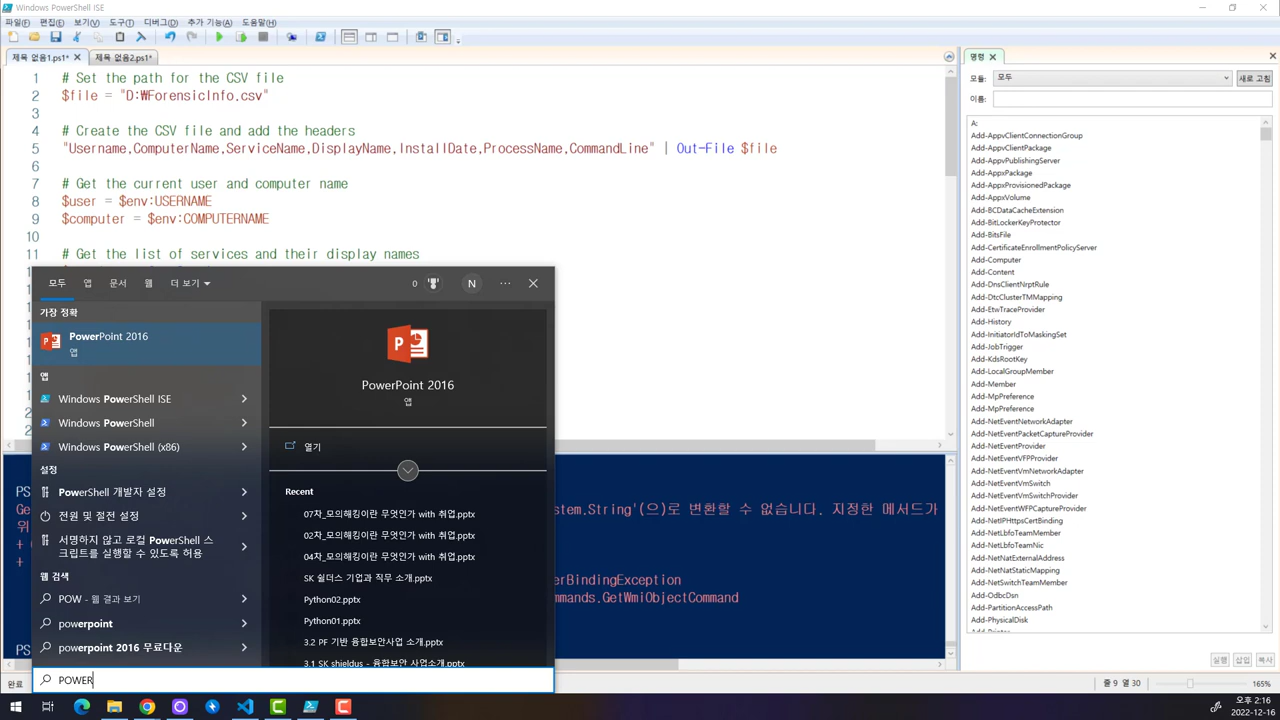 Windows PowerShell ISE
파일(F) 편집(E) 보기(V) 도구(T) 디버그(D) 추가 기능(A) 도움말(H)
제목 없음1.ps1* 제목 없음2.ps1*
1 # Set the path for the CSV file
2 $file = "D:₩ForensicInfo.csv"
3
4 # Create the CSV file and add the headers
5 "Username,ComputerName,ServiceName,DisplayName,InstallDate,ProcessName,CommandLine" | Out-File $file
6
7 # Get the current user and computer name
8 $user = $env:USERNAME
9 $computer = $env:COMPUTERNAME
10
11 # Get the list of services and their display names
모두 앱 문서 웹 더 보기 0 N ···
가장 정확
PowerPoint 2016
앱
앱
Windows PowerShell ISE
Windows PowerShell
Windows PowerShell (x86)
설정
PowerShell 개발자 설정
전원 및 절전 설정
서명하지 않고 로컬 PowerShell 스
크립트를 실행할 수 있도록 허용
웹 검색
POW - 웹 결과 보기
powerpoint
powerpoint 2016 무료다운
POWER
PowerPoint 2016
앱
열기
Recent
07차_모의해킹이란 무엇인가 with 취업.pptx
02차_모의해킹이란 무엇인가 with 취업.pptx
04차_모의해킹이란 무엇인가 with 취업.pptx
SK 쉴더스 기업과 직무 소개.pptx
Python02.pptx
Python01.pptx
3.2 PF 기반 융합보안사업 소개.pptx
3.1 SK shieldus - 융합보안 사업소개.pptx
PS
Ge stem.String'(으)로 변환할 수 없습니다. 지정한 메서드가
위
+
+ erBindingException
mmands.GetWmiObjectCommand
PS
명령
모듈: 모두 새로 고침
이름:
A:
Add-AppvClientConnectionGroup
Add-AppvClientPackage
Add-AppvPublishingServer
Add-AppxPackage
Add-AppxProvisionedPackage
Add-AppxVolume
Add-BCDataCacheExtension
Add-BitLockerKeyProtector
Add-BitsFile
Add-CertificateEnrollmentPolicyServer
Add-Computer
Add-Content
Add-DnsClientNrptRule
Add-DtcClusterTMMapping
Add-EtwTraceProvider
Add-History
Add-InitiatorIdToMaskingSet
Add-JobTrigger
Add-KdsRootKey
Add-LocalGroupMember
Add-Member
Add-MpPreference
Add-MpPreference
Add-NetEventNetworkAdapter
Add-NetEventPacketCaptureProvider
Add-NetEventProvider
Add-NetEventVFPProvider
Add-NetEventVmNetworkAdapter
Add-NetEventVmSwitch
Add-NetEventVmSwitchProvider
Add-NetEventWFPCaptureProvider
Add-NetIPHttpsCertBinding
Add-NetLbfoTeamMember
Add-NetLbfoTeamNic
Add-NetNatExternalAddress
Add-NetNatStaticMapping
Add-NetSwitchTeamMember
Add-OdbcDsn
Add-PartitionAccessPath
Add-PhysicalDisk
Add-Printer
실행 삽입 복사
완료 줄 9 열 30 165%
오후 2:16
2022-12-16